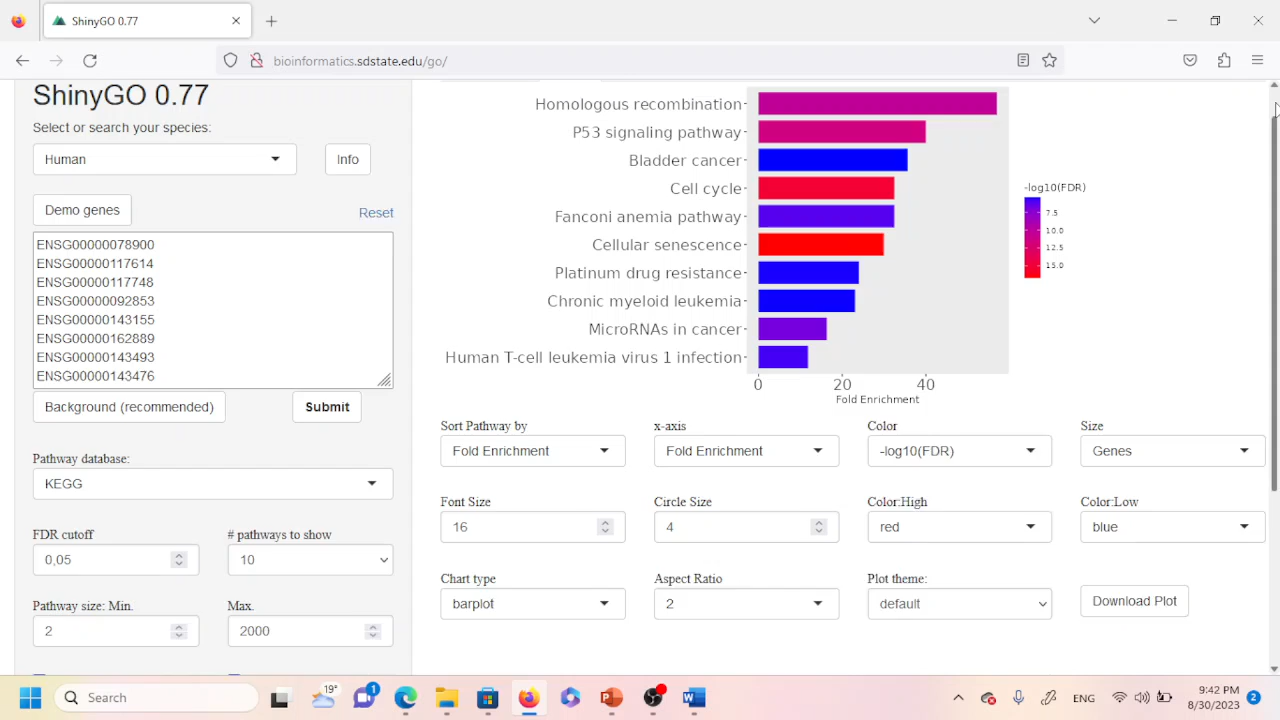 ShinyGO 0.77
bioinformatics.sdstate.edu/go/
ShinyGO 0.77
Select or search your species:
Human
Info
Demo genes
Reset
ENSG00000078900
ENSG00000117614
ENSG00000117748
ENSG00000092853
ENSG00000143155
ENSG00000162889
ENSG00000143493
ENSG00000143476
Background (recommended)
Submit
Pathway database:
KEGG
FDR cutoff
# pathways to show
0,05
10
Pathway size: Min.
Max.
2
2000
Homologous recombination
P53 signaling pathway
Bladder cancer
Cell cycle
Fanconi anemia pathway
Cellular senescence
Platinum drug resistance
Chronic myeloid leukemia
MicroRNAs in cancer
Human T-cell leukemia virus 1 infection
0 20 40
Fold Enrichment
-log10(FDR)
7.5
10.0
12.5
15.0
Sort Pathway by
x-axis
Color
Size
Fold Enrichment
Fold Enrichment
-log10(FDR)
Genes
Font Size
Circle Size
Color:High
Color:Low
16
4
red
blue
Chart type
Aspect Ratio
Plot theme:
barplot
2
default
Download Plot
Search
19°
1
ENG
9:42 PM
8/30/2023
2